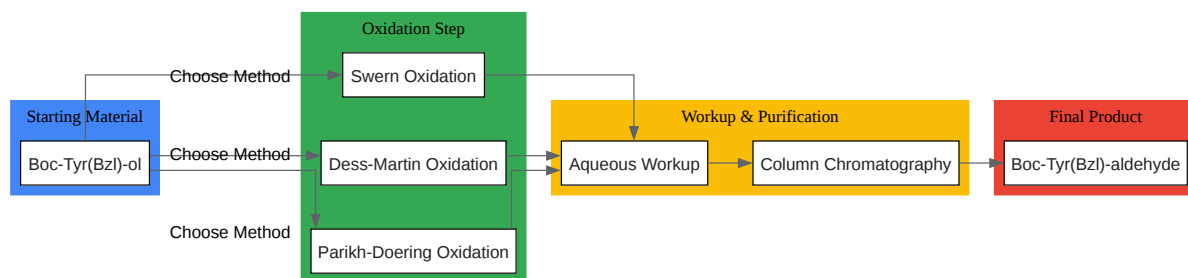 Oxidation Step
Choose Method
Swern Oxidation
Starting Material
Boc-Tyr(Bzl)-ol
Choose Method
Dess-Martin Oxidation
Choose Method
Parikh-Doering Oxidation
Workup & Purification
Aqueous Workup
Column Chromatography
Final Product
Boc-Tyr(Bzl)-aldehyde